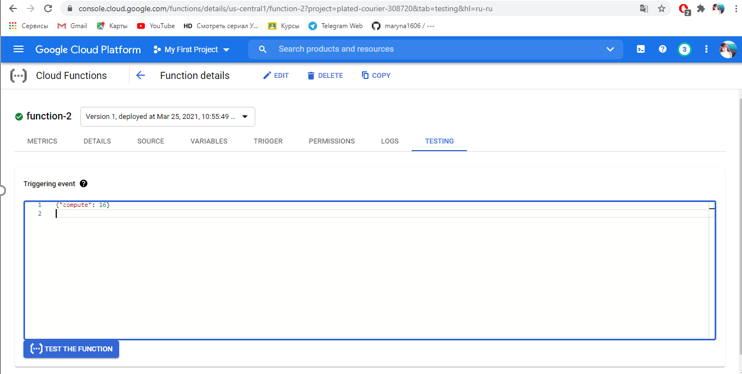 console.cloud.google.com/functions/details/us-central1/function-2?project=plated-courier-308720&tab=testing&hl=ru-ru
2
Сервисы Gmail Карты YouTube HD Смотреть сериал У... Курсы Telegram Web maryna1606 / ---
Google Cloud Platform My First Project Search products and resources 3
Cloud Functions Function details EDIT DELETE COPY
function-2 Version 1, deployed at Mar 25, 2021, 10:55:49 ...
METRICS DETAILS SOURCE VARIABLES TRIGGER PERMISSIONS LOGS TESTING
Triggering event ?
1 {"compute": 16}
2
TEST THE FUNCTION